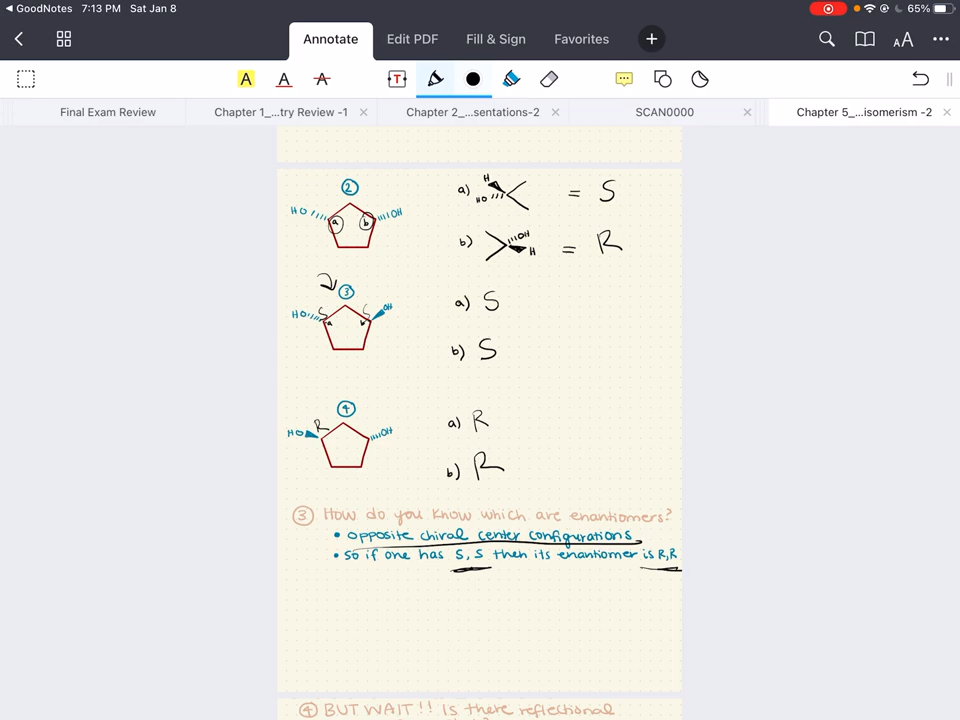 GoodNotes 7:13 PM Sat Jan 8 65%
Annotate Edit PDF Fill & Sign Favorites
AA
A A A T
Final Exam Review Chapter 1_...try Review -1 Chapter 2_...sentations-2 SCAN0000 Chapter 5_...isomerism -2
2
HO OH
a b
a) H HO = S
b) OH H = R
3
HO S S OH
a b
a) S
b) S
4
HO R OH
a) R
b) R
3 How do you know which are enantiomers?
• opposite chiral center configurations
• so if one has S, S then its enantiomer is R,R
4 BUT WAIT!! Is there reflectional